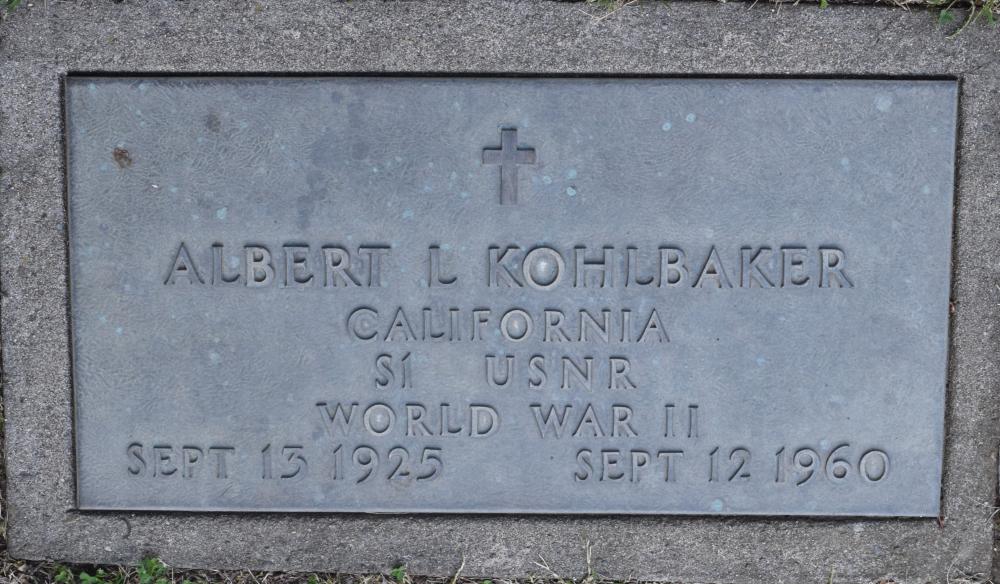 ALBERT L KOHLBAKER
CALIFORNIA
S1 USNR
WORLD WAR II
SEPT 13 1925 SEPT 12 1960